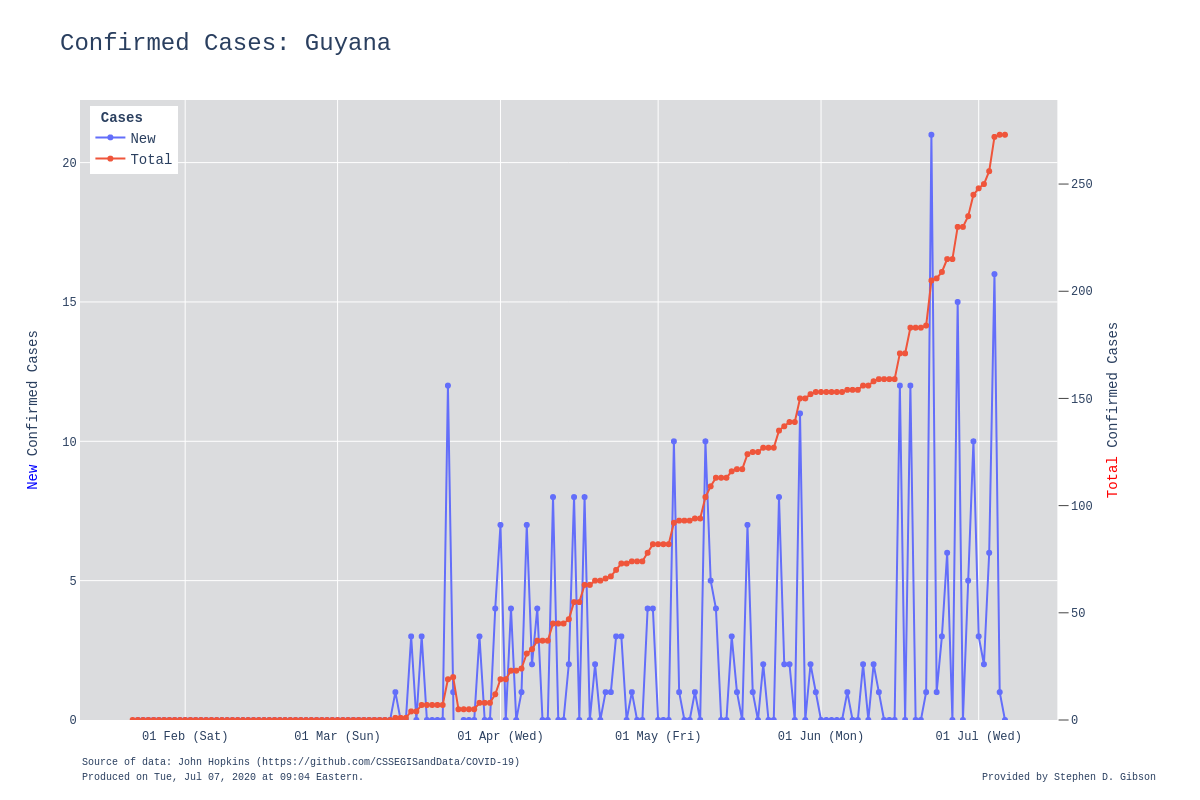 Confirmed Cases: Guyana
Cases
New
Total
20
15
10
5
0
250
200
150
100
50
0
New Confirmed Cases
Total Confirmed Cases
01 Feb (Sat)
01 Mar (Sun)
01 Apr (Wed)
01 May (Fri)
01 Jun (Mon)
01 Jul (Wed)
Source of data: John Hopkins (https://github.com/CSSEGISandData/COVID-19)
Produced on Tue, Jul 07, 2020 at 09:04 Eastern.
Provided by Stephen D. Gibson